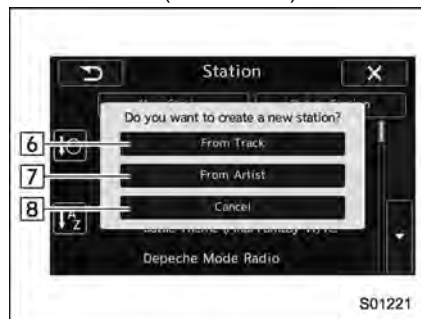 Station
Do you want to create a new station?
6
From Track
7
From Artist
8
Cancel
A
Z
Depeche Mode Radio
S01221